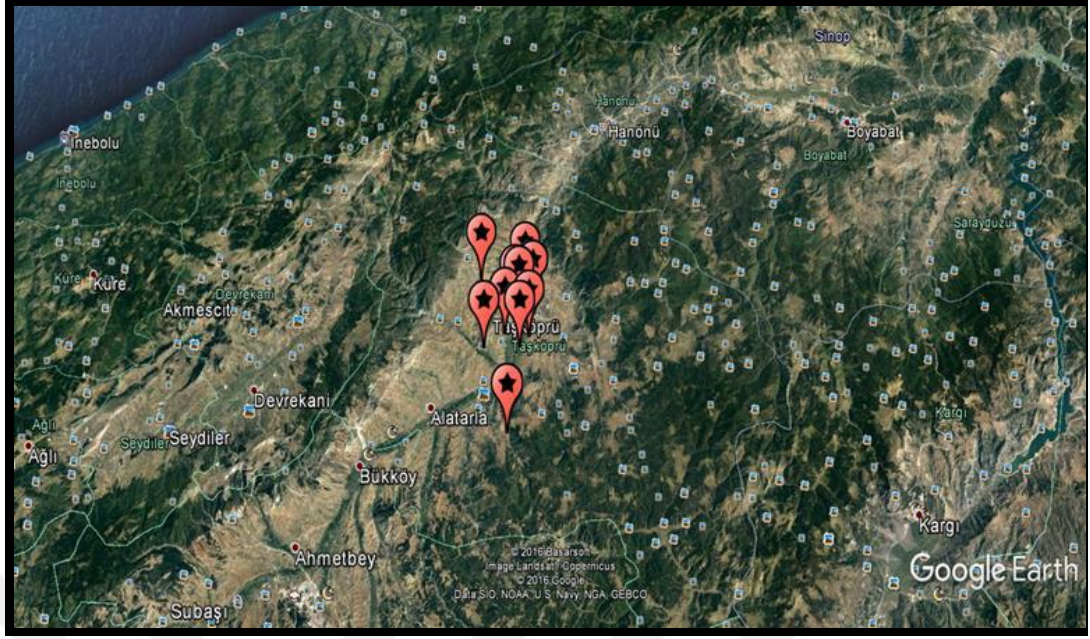 Sinop
Hanönü
Hanönü
Boyabat
Boyabat
İnebolu
İnebolu
Saraydüzü
Küre
Küre
Devrekani
Akmescit
Taşköprü
Taşköprü
Devrekani
Alatarla
Kargı
Ağlı
Seydiler
Seydiler
Ağlı
Bükköy
Kargı
Ahmetbey
© 2016 Basarsoft
Image Landsat / Copernicus
© 2016 Google
Data SIO, NOAA, U.S. Navy, NGA, GEBCO
Google Earth
Subaşı